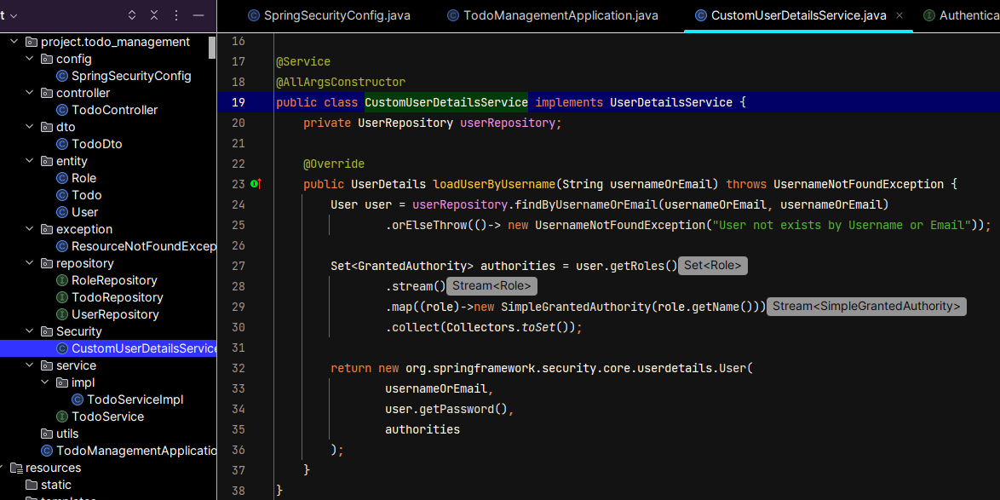 t
SpringSecurityConfig.java
TodoManagementApplication.java
CustomUserDetailsService.java
Authentica
project.todo_management
config
SpringSecurityConfig
controller
TodoController
dto
TodoDto
entity
Role
Todo
User
exception
ResourceNotFoundExcep
repository
RoleRepository
TodoRepository
UserRepository
Security
CustomUserDetailsService
service
impl
TodoServiceImpl
TodoService
utils
TodoManagementApplicatio
resources
static
templates
16
17 @Service
18 @AllArgsConstructor
19 public class CustomUserDetailsService implements UserDetailsService {
20 private UserRepository userRepository;
21
22 @Override
23 public UserDetails loadUserByUsername(String usernameOrEmail) throws UsernameNotFoundException {
24 User user = userRepository.findByUsernameOrEmail(usernameOrEmail, usernameOrEmail)
25 .orElseThrow(()-> new UsernameNotFoundException("User not exists by Username or Email"));
26
27 Set<GrantedAuthority> authorities = user.getRoles() Set<Role>
28 .stream() Stream<Role>
29 .map((role)->new SimpleGrantedAuthority(role.getName())) Stream<SimpleGrantedAuthority>
30 .collect(Collectors.toSet());
31
32 return new org.springframework.security.core.userdetails.User(
33 usernameOrEmail,
34 user.getPassword(),
35 authorities
36 );
37 }
38 }